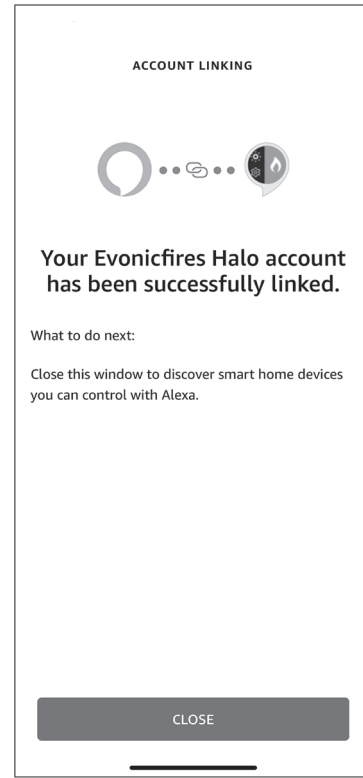 ACCOUNT LINKING
Your Evonicfires Halo account
has been successfully linked.
What to do next:
Close this window to discover smart home devices
you can control with Alexa.
CLOSE